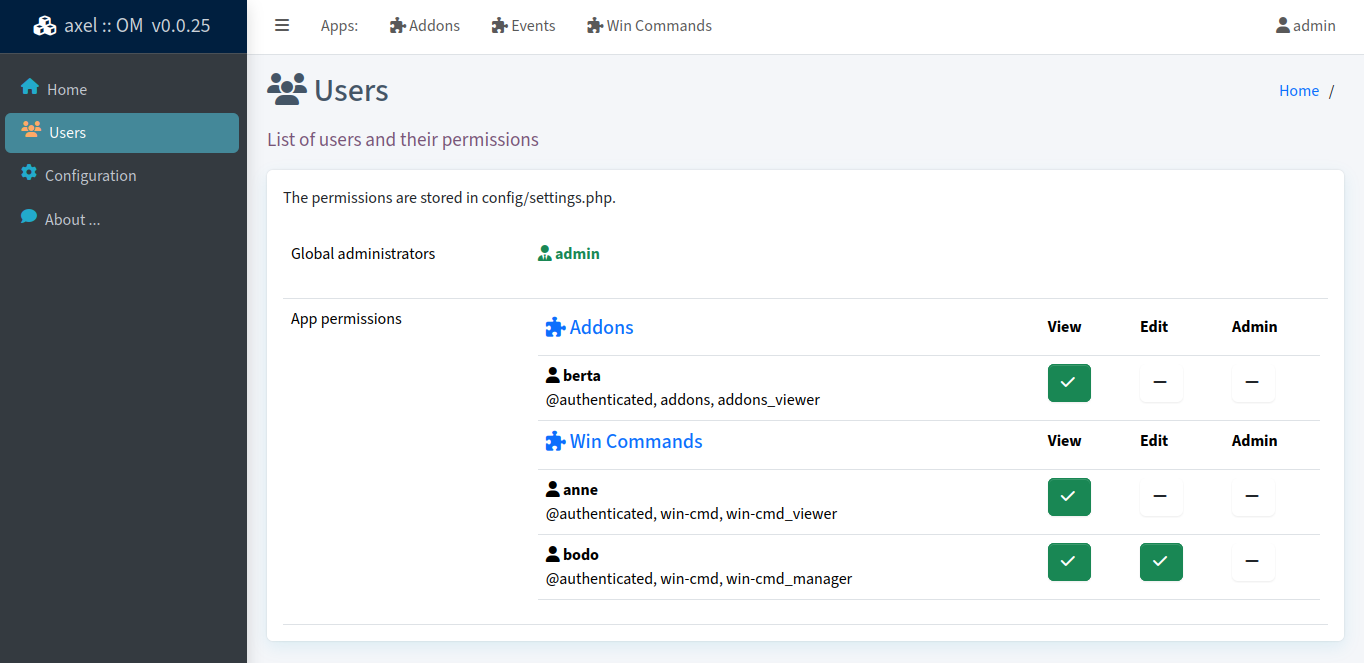 axel :: OM v0.0.25
Apps: Addons Events Win Commands admin
Home
Users
Configuration
About ...
Users
Home /
List of users and their permissions
The permissions are stored in config/settings.php.
Global administrators admin
App permissions
Addons View Edit Admin
berta
@authenticated, addons, addons_viewer
Win Commands View Edit Admin
anne
@authenticated, win-cmd, win-cmd_viewer
bodo
@authenticated, win-cmd, win-cmd_manager